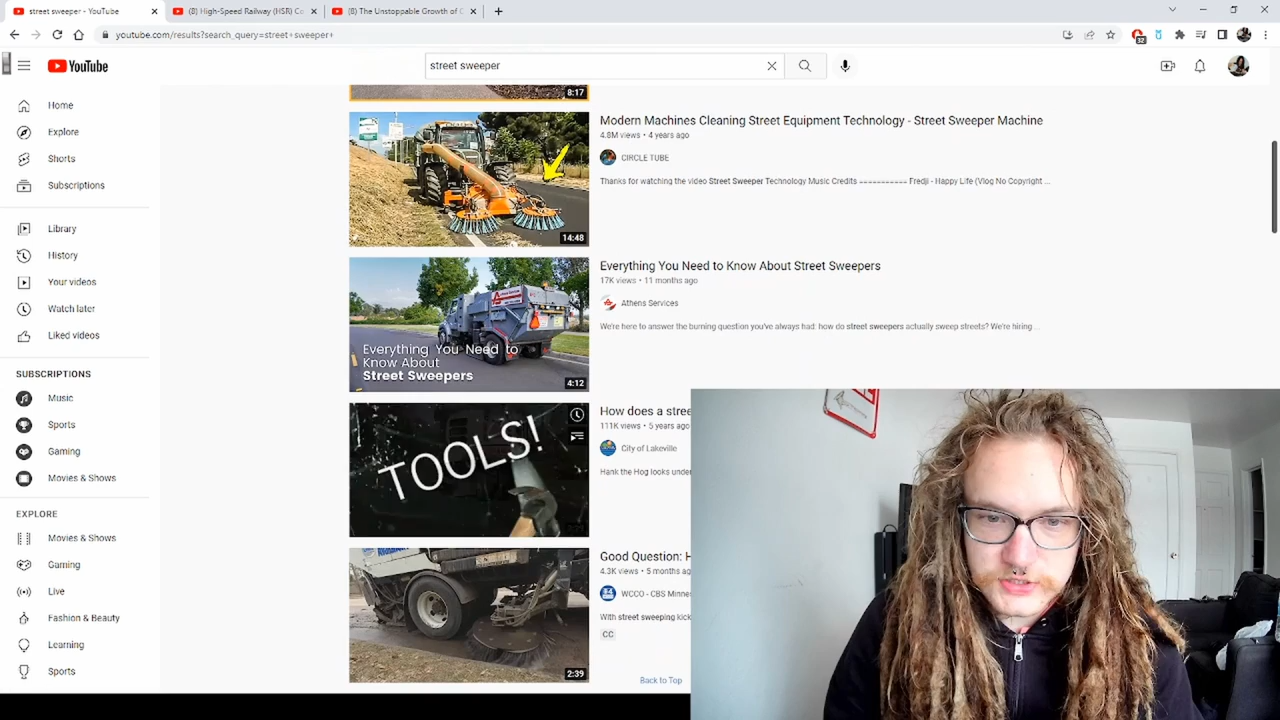 street sweeper - YouTube
(8) High-Speed Railway (HSR) Co
(8) The Unstoppable Growth of C
youtube.com/results?search_query=street+sweeper+
32
YouTube
street sweeper
Home
Explore
Shorts
Subscriptions
Library
History
Your videos
Watch later
Liked videos
SUBSCRIPTIONS
Music
Sports
Gaming
Movies & Shows
EXPLORE
Movies & Shows
Gaming
Live
Fashion & Beauty
Learning
Sports
8:17
14:48
Modern Machines Cleaning Street Equipment Technology - Street Sweeper Machine
4.8M views • 4 years ago
CIRCLE TUBE
Thanks for watching the video Street Sweeper Technology Music Credits ========== Fredji - Happy Life (Vlog No Copyright ...
Everything You Need to
Know About
Street Sweepers
4:12
Everything You Need to Know About Street Sweepers
17K views • 11 months ago
Athens Services
We're here to answer the burning question you've always had: how do street sweepers actually sweep streets? We're hiring ...
TOOLS!
How does a stree
111K views • 5 years ago
City of Lakeville
Hank the Hog looks unde
2:39
Good Question: H
4.3K views • 5 months ag
WCCO - CBS Minne
With street sweeping kick
CC
Back to Top